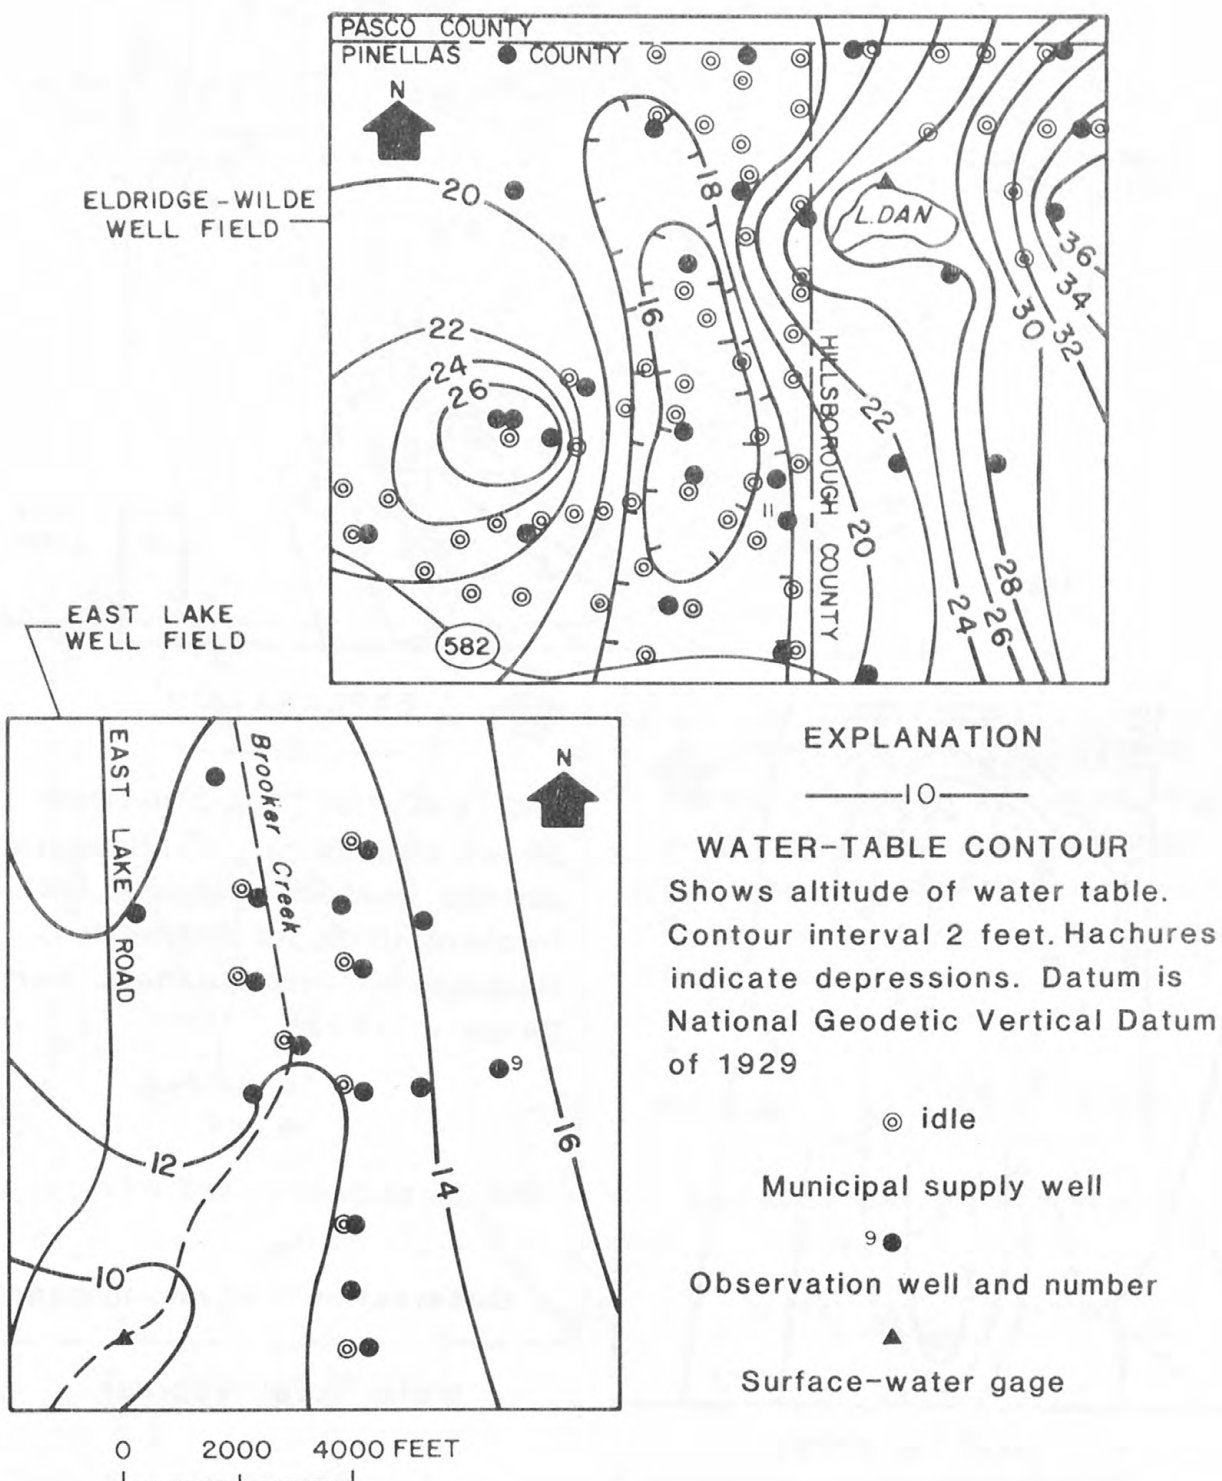 PASCO COUNTY
PINELLAS COUNTY
N
ELDRIDGE-WILDE
WELL FIELD
20
18
L.DAN
36
34
32
30
16
22
24
26
HILLSBOROUGH COUNTY
22
11
20
28
26
24
582
EAST LAKE
WELL FIELD
EAST LAKE ROAD
Brooker Creek
N
9
12
14
16
10
0 2000 4000 FEET
EXPLANATION
10
WATER-TABLE CONTOUR
Shows altitude of water table.
Contour interval 2 feet. Hachures
indicate depressions. Datum is
National Geodetic Vertical Datum
of 1929
idle
Municipal supply well
9
Observation well and number
Surface-water gage